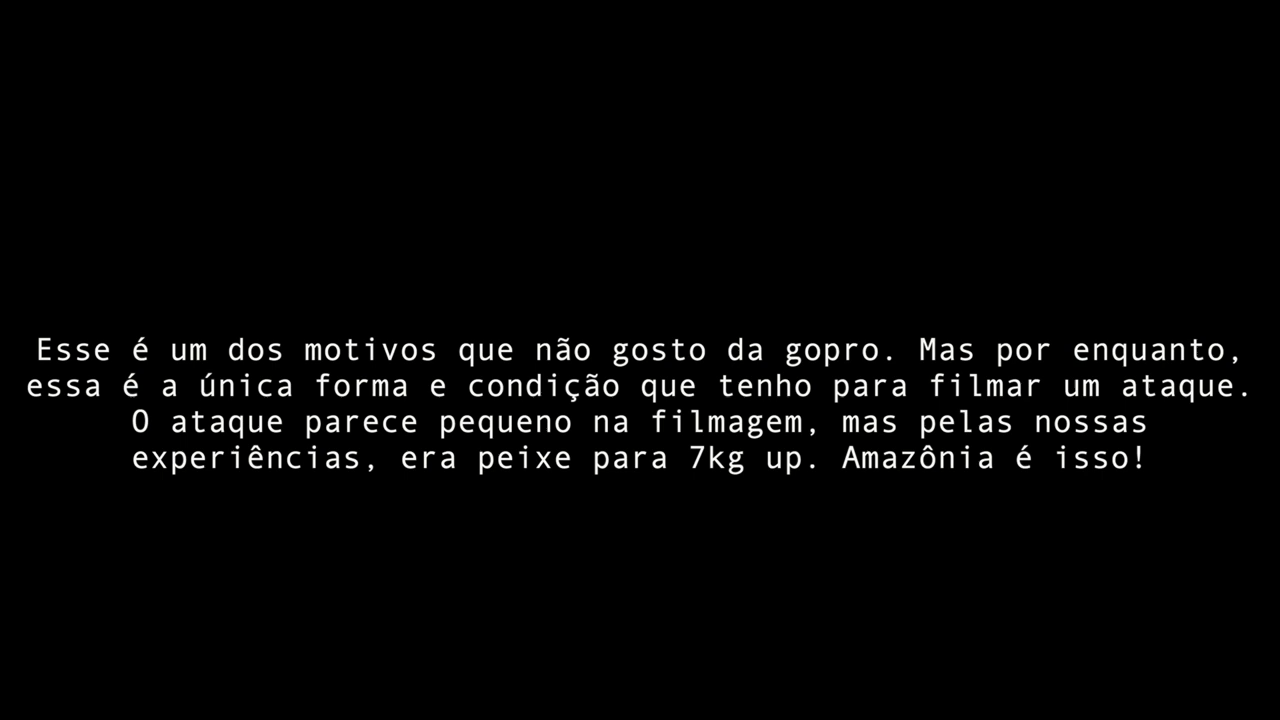 Esse é um dos motivos que não gosto da gopro. Mas por enquanto,
essa é a única forma e condição que tenho para filmar um ataque.
O ataque parece pequeno na filmagem, mas pelas nossas
experiências, era peixe para 7kg up. Amazônia é isso!